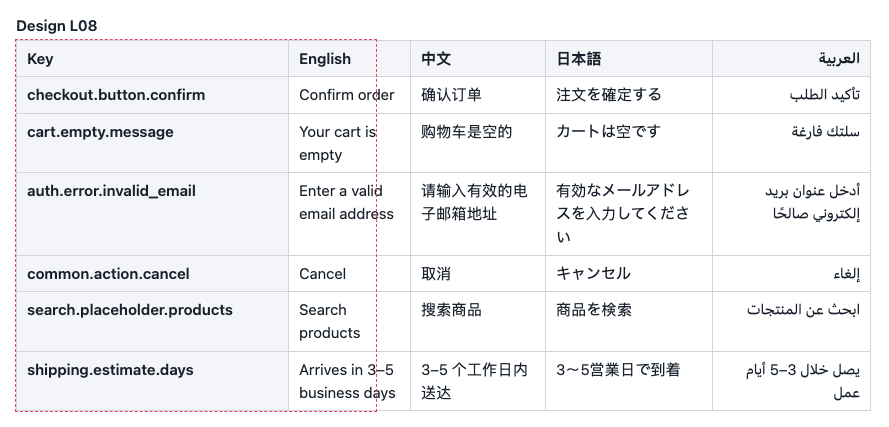 Design L08
Key English 中文 日本語 العربية
checkout.button.confirm Confirm order 确认订单 注文を確定する تأكيد الطلب
cart.empty.message Your cart is 购物车是空的 カートは空です سلتك فارغة
empty
auth.error.invalid_email Enter a valid 请输入有效的电 有効なメールアドレ أدخل عنوان بريد
email address 子邮箱地址 スを入力してくださ إلكتروني صالحًا
い
common.action.cancel Cancel 取消 キャンセル إلغاء
search.placeholder.products Search 搜索商品 商品を検索 ابحث عن المنتجات
products
shipping.estimate.days Arrives in 3–5 3–5 个工作日内 3〜5営業日で到着 يصل خلال 3–5 أيام
business days 送达 عمل